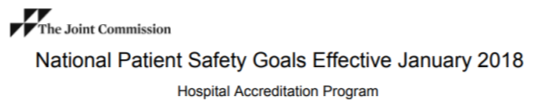 The Joint Commission
National Patient Safety Goals Effective January 2018
Hospital Accreditation Program